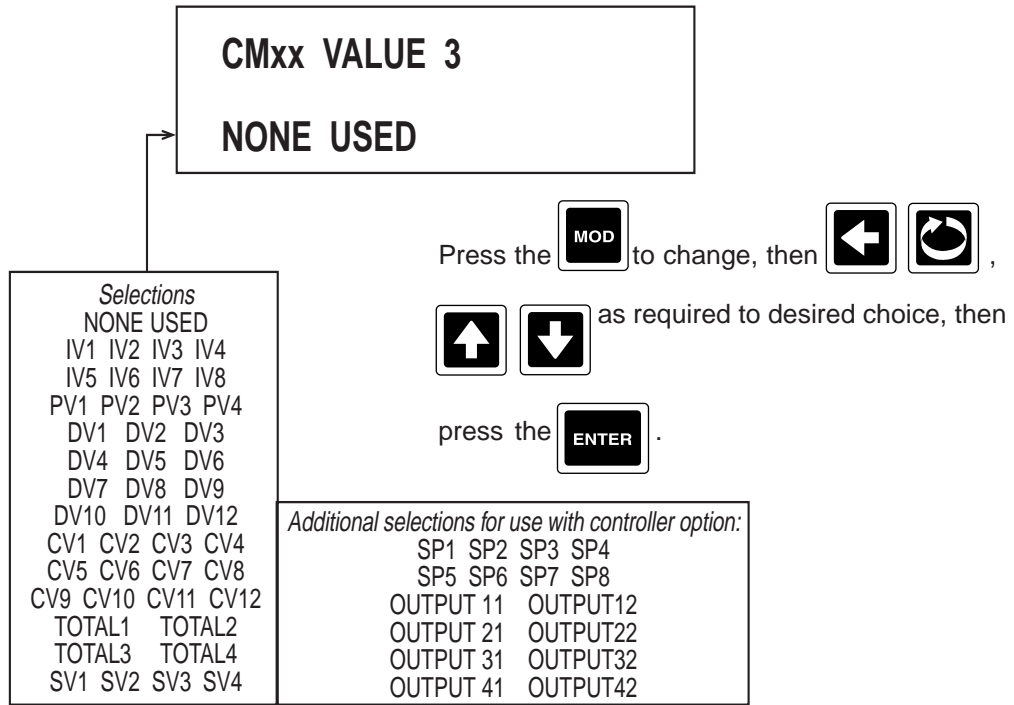 CMxx VALUE 3
NONE USED
Press the MOD to change, then ,
as required to desired choice, then
press the ENTER .
Selections
NONE USED
IV1 IV2 IV3 IV4
IV5 IV6 IV7 IV8
PV1 PV2 PV3 PV4
DV1 DV2 DV3
DV4 DV5 DV6
DV7 DV8 DV9
DV10 DV11 DV12
CV1 CV2 CV3 CV4
CV5 CV6 CV7 CV8
CV9 CV10 CV11 CV12
TOTAL1 TOTAL2
TOTAL3 TOTAL4
SV1 SV2 SV3 SV4
Additional selections for use with controller option:
SP1 SP2 SP3 SP4
SP5 SP6 SP7 SP8
OUTPUT 11 OUTPUT12
OUTPUT 21 OUTPUT22
OUTPUT 31 OUTPUT32
OUTPUT 41 OUTPUT42